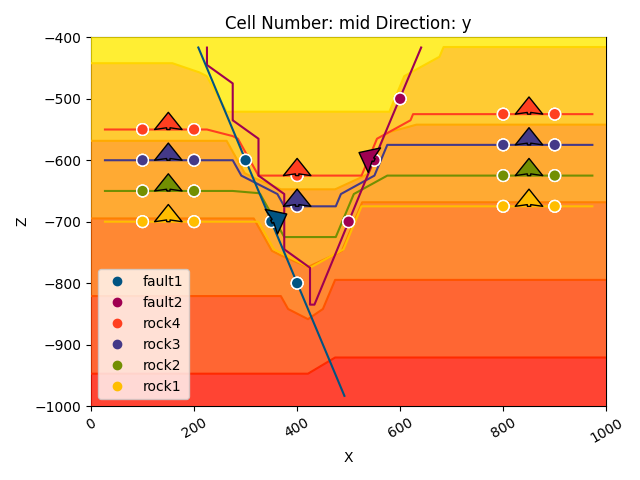 Cell Number: mid Direction: y
Z
−400
−500
−600
−700
−800
−900
−1000
fault1
fault2
rock4
rock3
rock2
rock1
0
200
400
600
800
1000
X